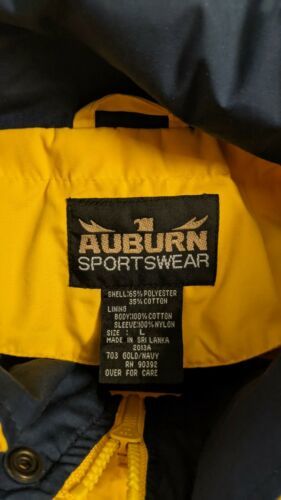 AUBURN
SPORTSWEAR
SHELL:65% POLYESTER
35% COTTON
LINING
BODY:100% COTTON
SLEEVE:100% NYLON
SIZE: L
MADE IN SRI LANKA
2013A
703 GOLD/NAVY
RN 90392
OVER FOR CARE